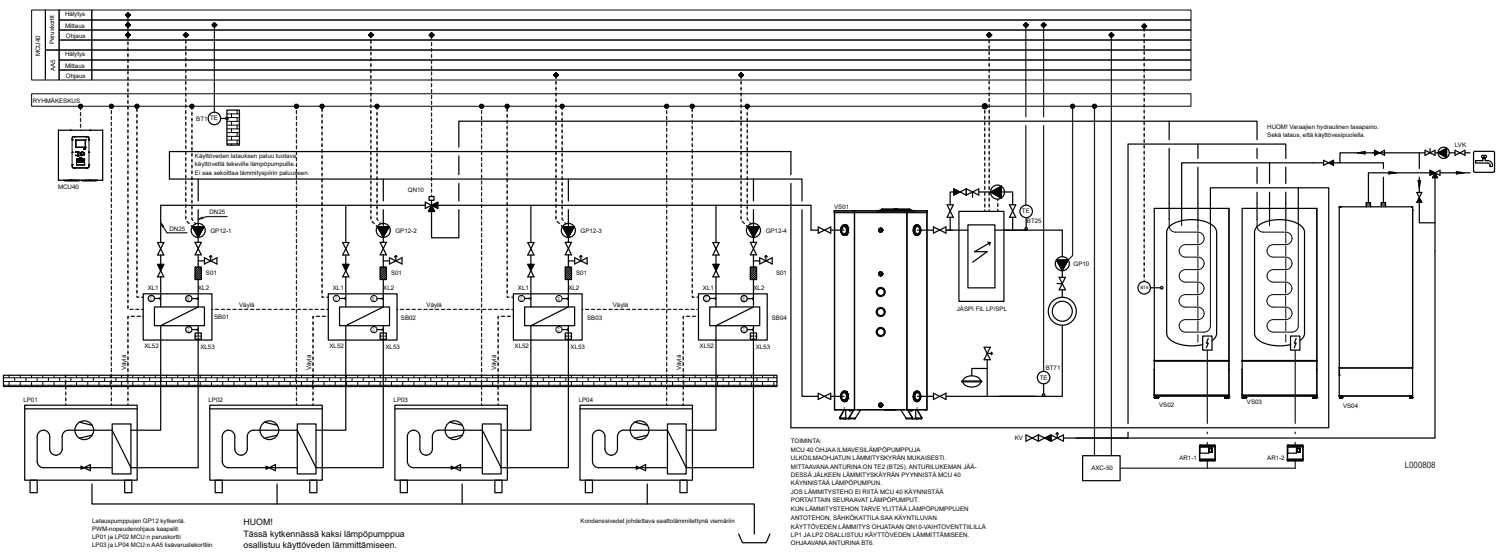 MCU40
Peruskortti
AA5
Hälytys
Mittaus
Ohjaus
Hälytys
Mittaus
Ohjaus
RYHMÄKESKUS
MCU40
BT1
TE
Käyttöveden latauksen paluu tuotava
käyttövettä tekeville lämpöpumpuille.
Ei saa sekoittaa lämmityspiirin paluuseen.
HUOM! Varaajien hydraulinen tasapaino.
Sekä lataus, että käyttövesipuolella.
LVK
QN10
DN25
DN25
GP12-1
GP12-2
GP12-3
GP12-4
S01
S01
S01
S01
XL1
XL2
XL1
XL2
XL1
XL2
XL1
XL2
Väylä
Väylä
Väylä
SB01
SB02
SB03
SB04
XL52
XL53
XL52
XL53
XL52
XL53
XL52
XL53
Väylä
Väylä
Väylä
Väylä
VS01
TE
BT25
GP10
JÄSPI FIL LP/SPL
BT6
BT71
TE
VS02
VS03
VS04
LP01
LP02
LP03
LP04
KV
AXC-50
AR1-1
AR1-2
L000808
TOIMINTA:
MCU 40 OHJAA ILMAVESILÄMPÖPUMPPUJA
ULKOILMAOHJATUN LÄMMITYSKYRÄN MUKAISESTI.
MITTAAVANA ANTURINA ON TE2 (BT25). ANTURILUKEMAN JÄÄ-
DESSÄ JÄLKEEN LÄMMITYSKÄYRÄN PYYNNISTÄ MCU 40
KÄYNNISTÄÄ LÄMPÖPUMPUN.
JOS LÄMMITYSTEHO EI RIITÄ MCU 40 KÄYNNISTÄÄ
PORTAITTAIN SEURAAVAT LÄMPÖPUMPUT.
KUN LÄMMITYSTEHON TARVE YLITTÄÄ LÄMPÖPUMPPUJEN
ANTOTEHON, SÄHKÖKATTILA SAA KÄYNTILUVAN.
KÄYTTÖVEDEN LÄMMITYS OHJATAAN QN10-VAIHTOVENTTIILILLÄ
LP1 JA LP2 OSALLISTUU KÄYTTÖVEDEN LÄMMITTÄMISEEN.
OHJAAVANA ANTURINA BT6.
Latauspumppujen GP12 kytkentä.
PWM-nopeudenohjaus kaapelit:
LP01 ja LP02 MCU:n peruskortti
LP03 ja LP04 MCU:n AA5 lisävarustekorttiin
HUOM!
Tässä kytkennässä kaksi lämpöpumppua
osallistuu käyttöveden lämmittämiseen.
Kondenssivedet johdettava saattolämmitettynä viemäriin